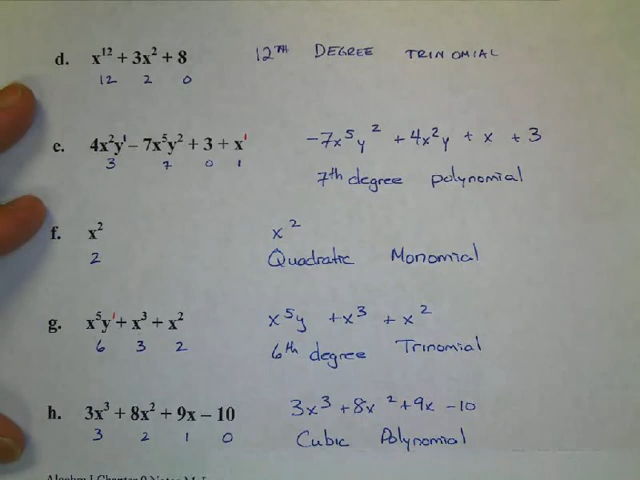 d. x¹² + 3x² + 8 12TH DEGREE TRINOMIAL
12 2 0
e. 4x²y¹ – 7x⁵y² + 3 + x¹ -7x⁵y² + 4x²y + x + 3
3 7 0 1 7th degree polynomial
f. x² x²
2 Quadratic Monomial
g. x⁵y¹ + x³ + x² x⁵y + x³ + x²
6 3 2 6th degree Trinomial
h. 3x³ + 8x² + 9x – 10 3x³ + 8x² + 9x - 10
3 2 1 0 Cubic Polynomial